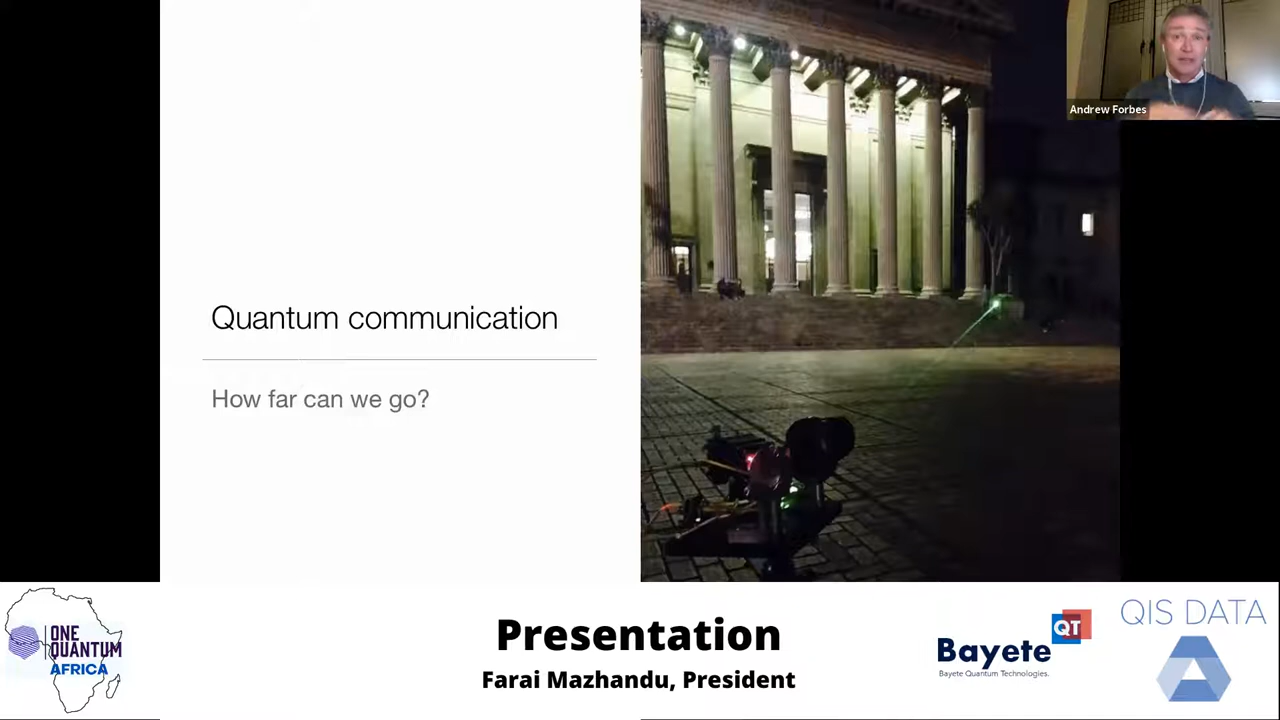 Andrew Forbes
Quantum communication
How far can we go?
ONE
QUANTUM
AFRICA
Presentation
Farai Mazhandu, President
QT
Bayete
Bayete Quantum Technologies.
QIS DATA